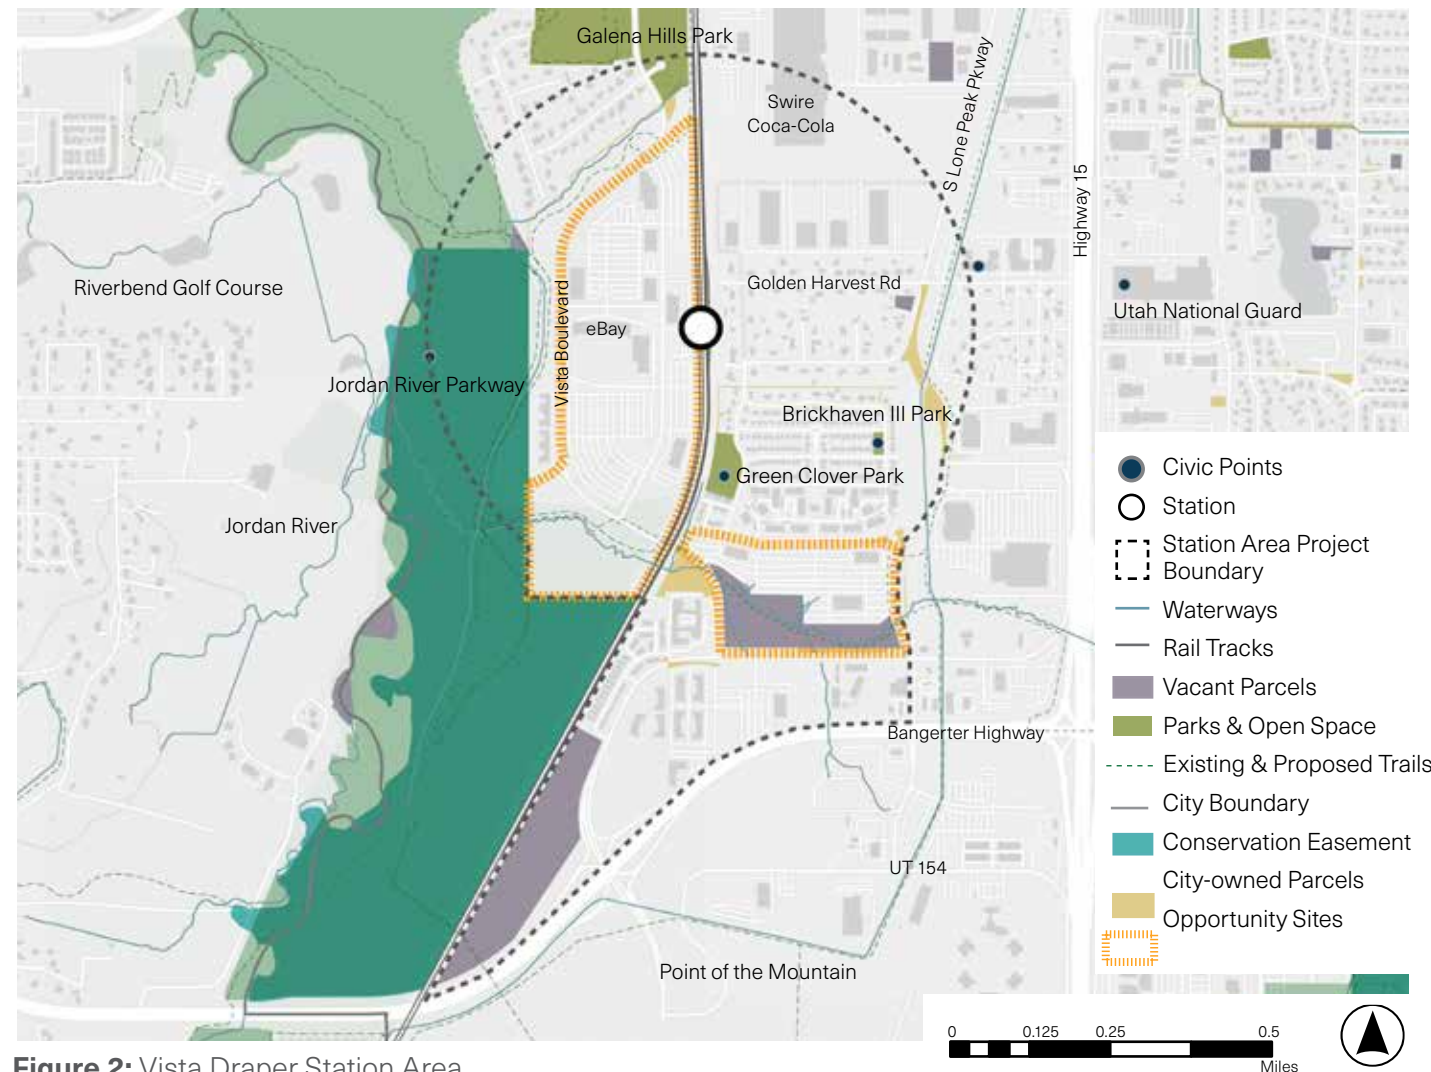 Galena Hills Park
Swire
Coca-Cola
S Lone Peak Pkway
Highway 15
Riverbend Golf Course
Golden Harvest Rd
Utah National Guard
Vista Boulevard
eBay
Jordan River Parkway
Brickhaven III Park
Green Clover Park
Jordan River
Civic Points
Station
Station Area Project
Boundary
Waterways
Rail Tracks
Vacant Parcels
Parks & Open Space
Existing & Proposed Trails
City Boundary
Conservation Easement
City-owned Parcels
Opportunity Sites
Bangerter Highway
UT 154
Point of the Mountain
0 0.125 0.25 0.5
Miles
Figure 2: Vista Draper Station Area